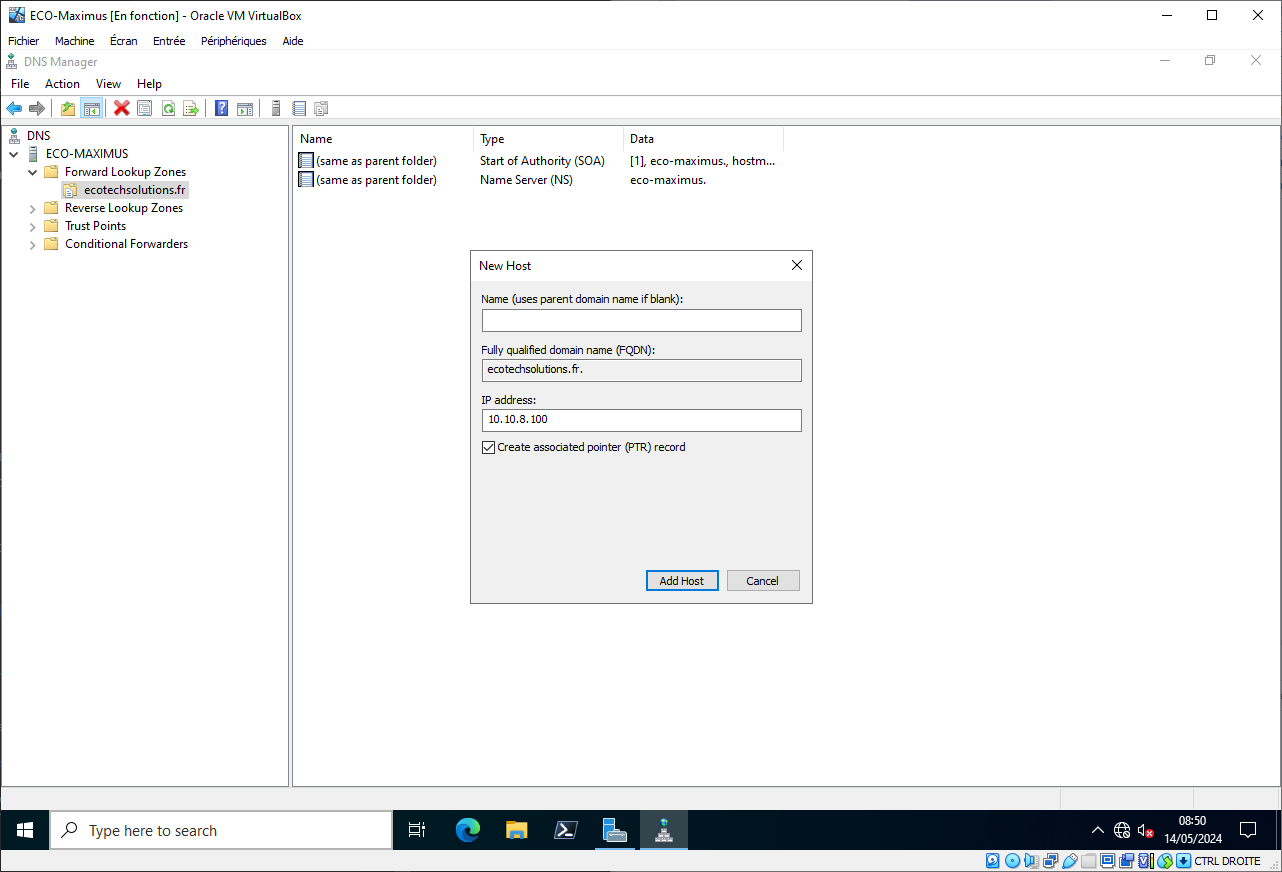 ECO-Maximus [En fonction] - Oracle VM VirtualBox
Fichier Machine Écran Entrée Périphériques Aide
DNS Manager
File Action View Help
DNS
ECO-MAXIMUS
Forward Lookup Zones
ecotechsolutions.fr
Reverse Lookup Zones
Trust Points
Conditional Forwarders
Name Type Data
(same as parent folder) Start of Authority (SOA) [1], eco-maximus., hostm...
(same as parent folder) Name Server (NS) eco-maximus.
New Host
Name (uses parent domain name if blank):
Fully qualified domain name (FQDN):
ecotechsolutions.fr.
IP address:
10.10.8.100
Create associated pointer (PTR) record
Add Host Cancel
Type here to search
08:50
14/05/2024
CTRL DROITE